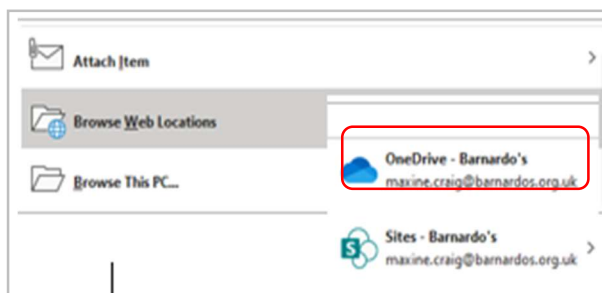 Attach Item
Browse Web Locations
Browse This PC...
OneDrive - Barnardo's
maxine.craig@barnardos.org.uk
Sites - Barnardo's
maxine.craig@barnardos.org.uk